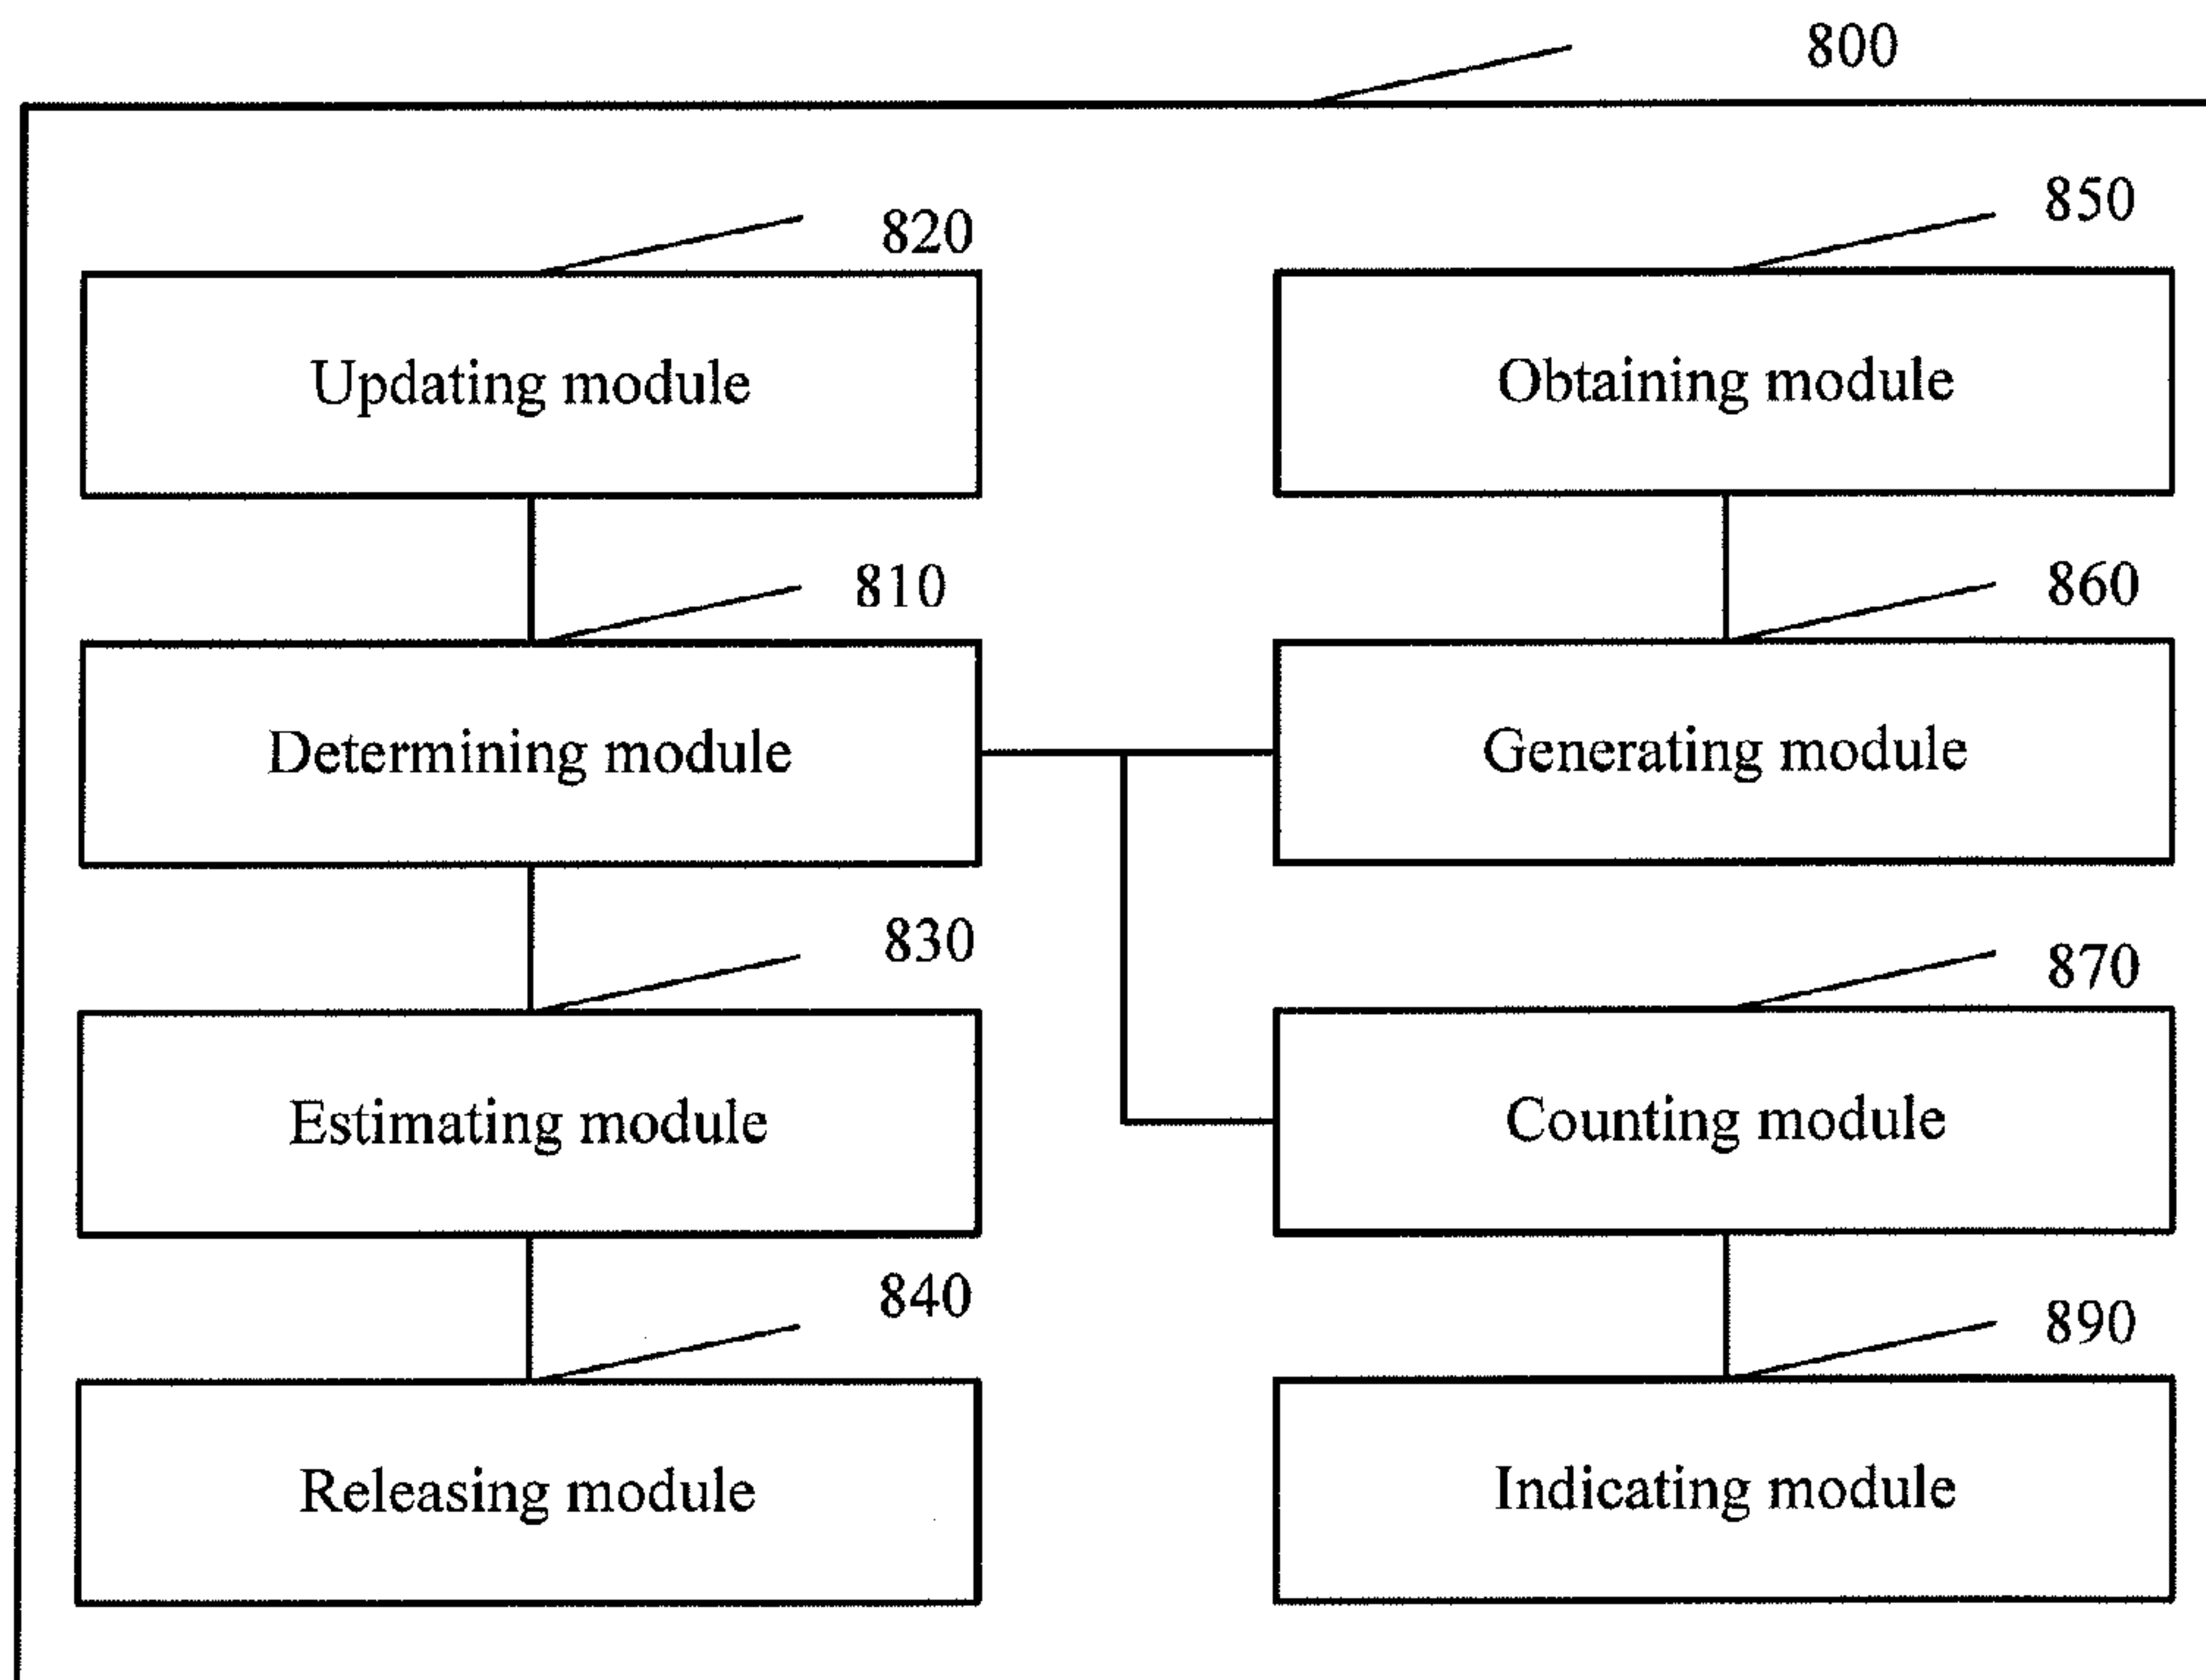 800
820
850
Updating module
Obtaining module
810
860
Determining module
Generating module
830
870
Estimating module
Counting module
840
890
Releasing module
Indicating module